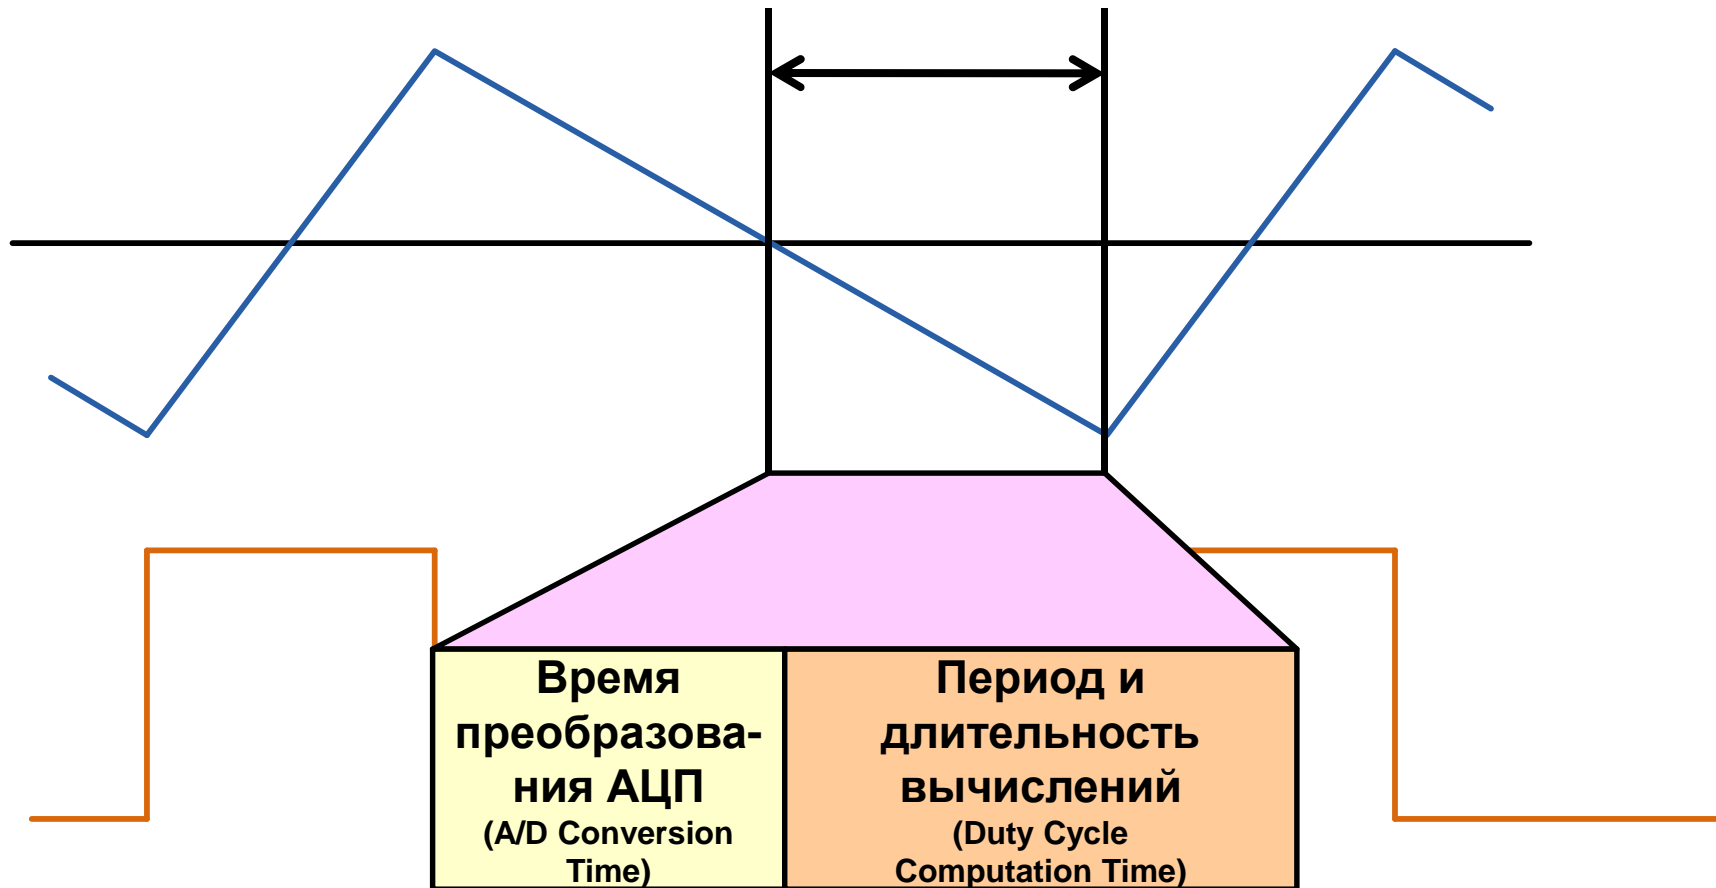 Время
преобразова-
ния АЦП
(A/D Conversion
Time)
Период и
длительность
вычислений
(Duty Cycle
Computation Time)